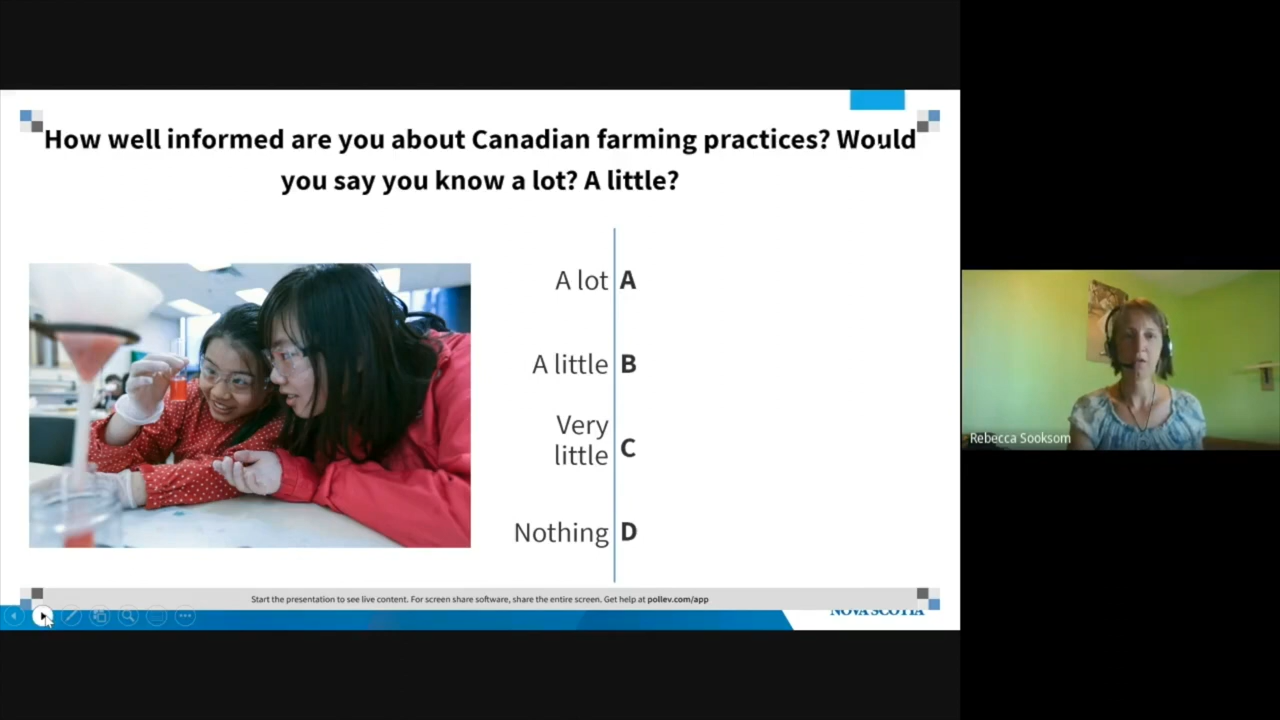 How well informed are you about Canadian farming practices? Would
you say you know a lot? A little?
A lot A
A little B
Very
little C
Nothing D
Start the presentation to see live content. For screen share software, share the entire screen. Get help at pollev.com/app
NOVA SCOTIA
Rebecca Sooksom